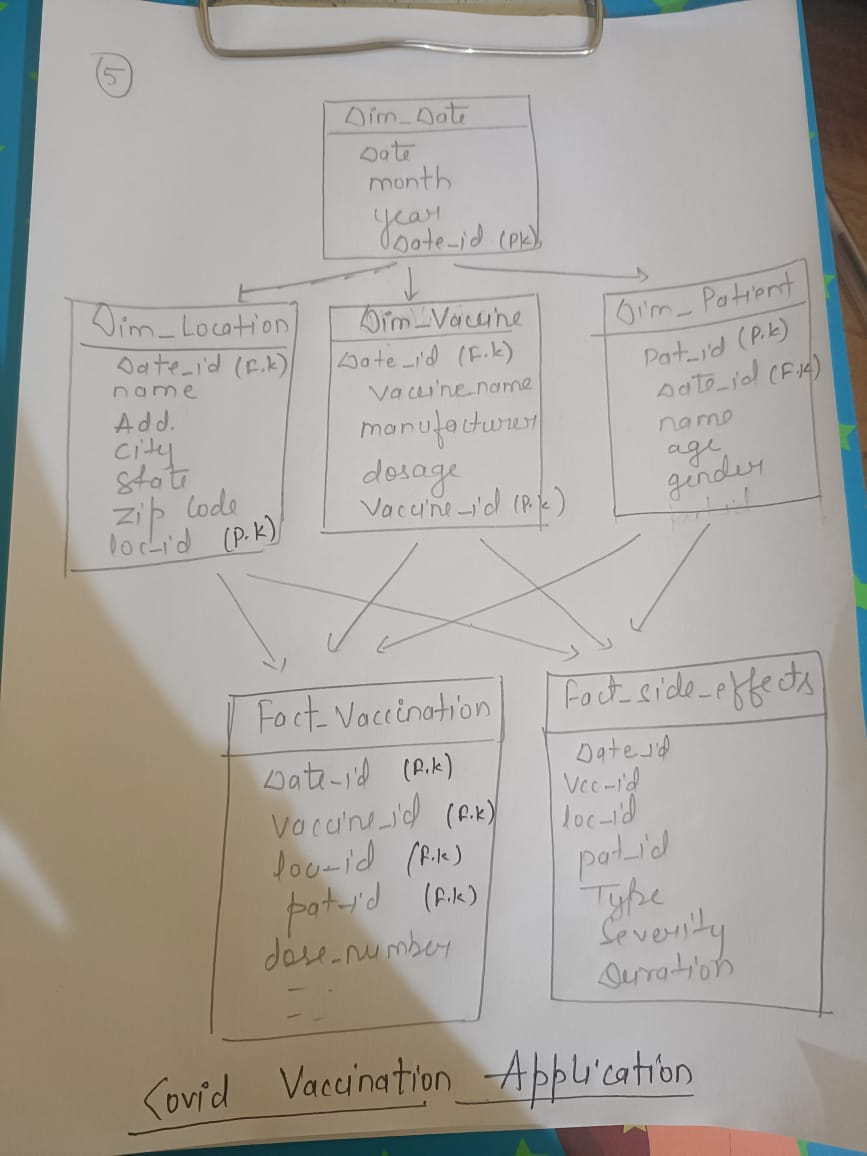 5
Dim_Date
Date
month
year
Date_id (PK)
Dim_Location
Date_id (F.K)
name
Add.
City
State
Zip Code
loc_id (P.K)
Dim_Vaccine
Date_id (F.K)
Vaccine_name
manufacturer
dosage
Vaccine_id (P.K)
Dim_Patient
Pat_id (P.K)
Date_id (F.K)
name
age
gender
Fact_Vaccination
Date_id (F.K)
Vaccine_id (F.K)
loc_id (F.K)
pat_id (F.K)
dose_number
Fact_side_effects
Date_id
Vcc_id
loc_id
pat_id
Type
Severity
Duration
Covid Vaccination Application